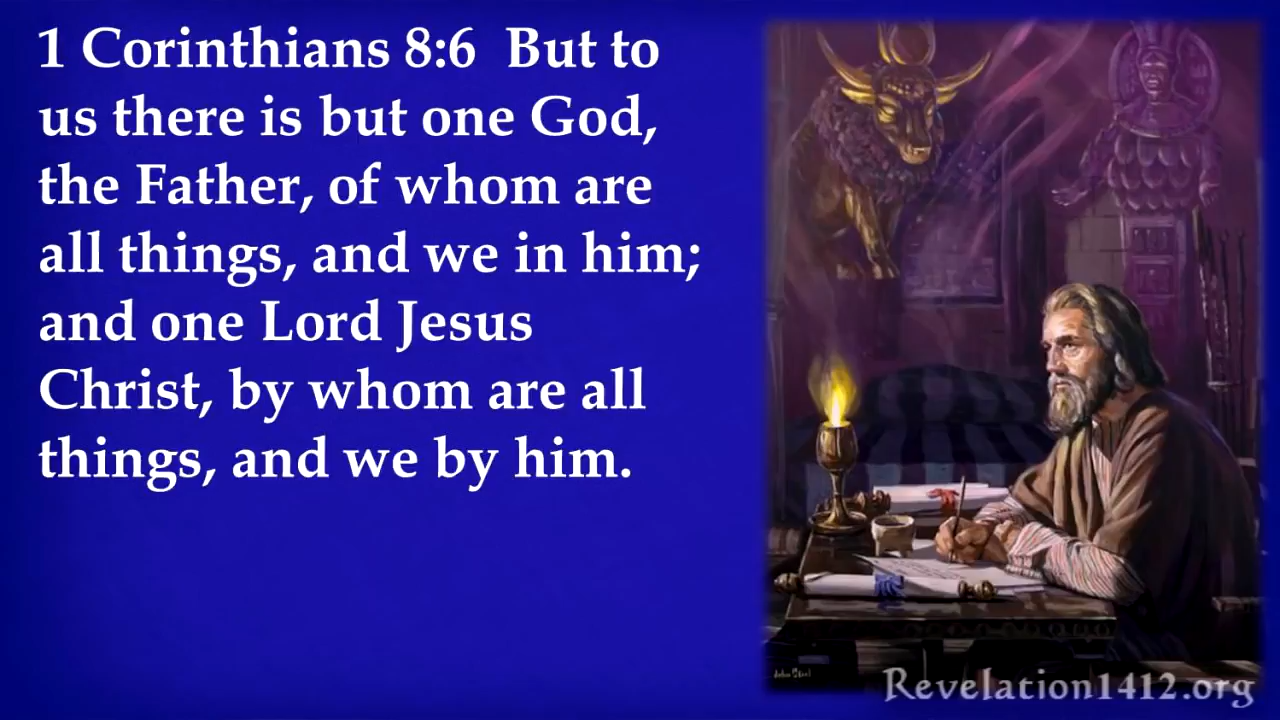 1 Corinthians 8:6  But to
us there is but one God,
the Father, of whom are
all things, and we in him;
and one Lord Jesus
Christ, by whom are all
things, and we by him.
Revelation1412.org